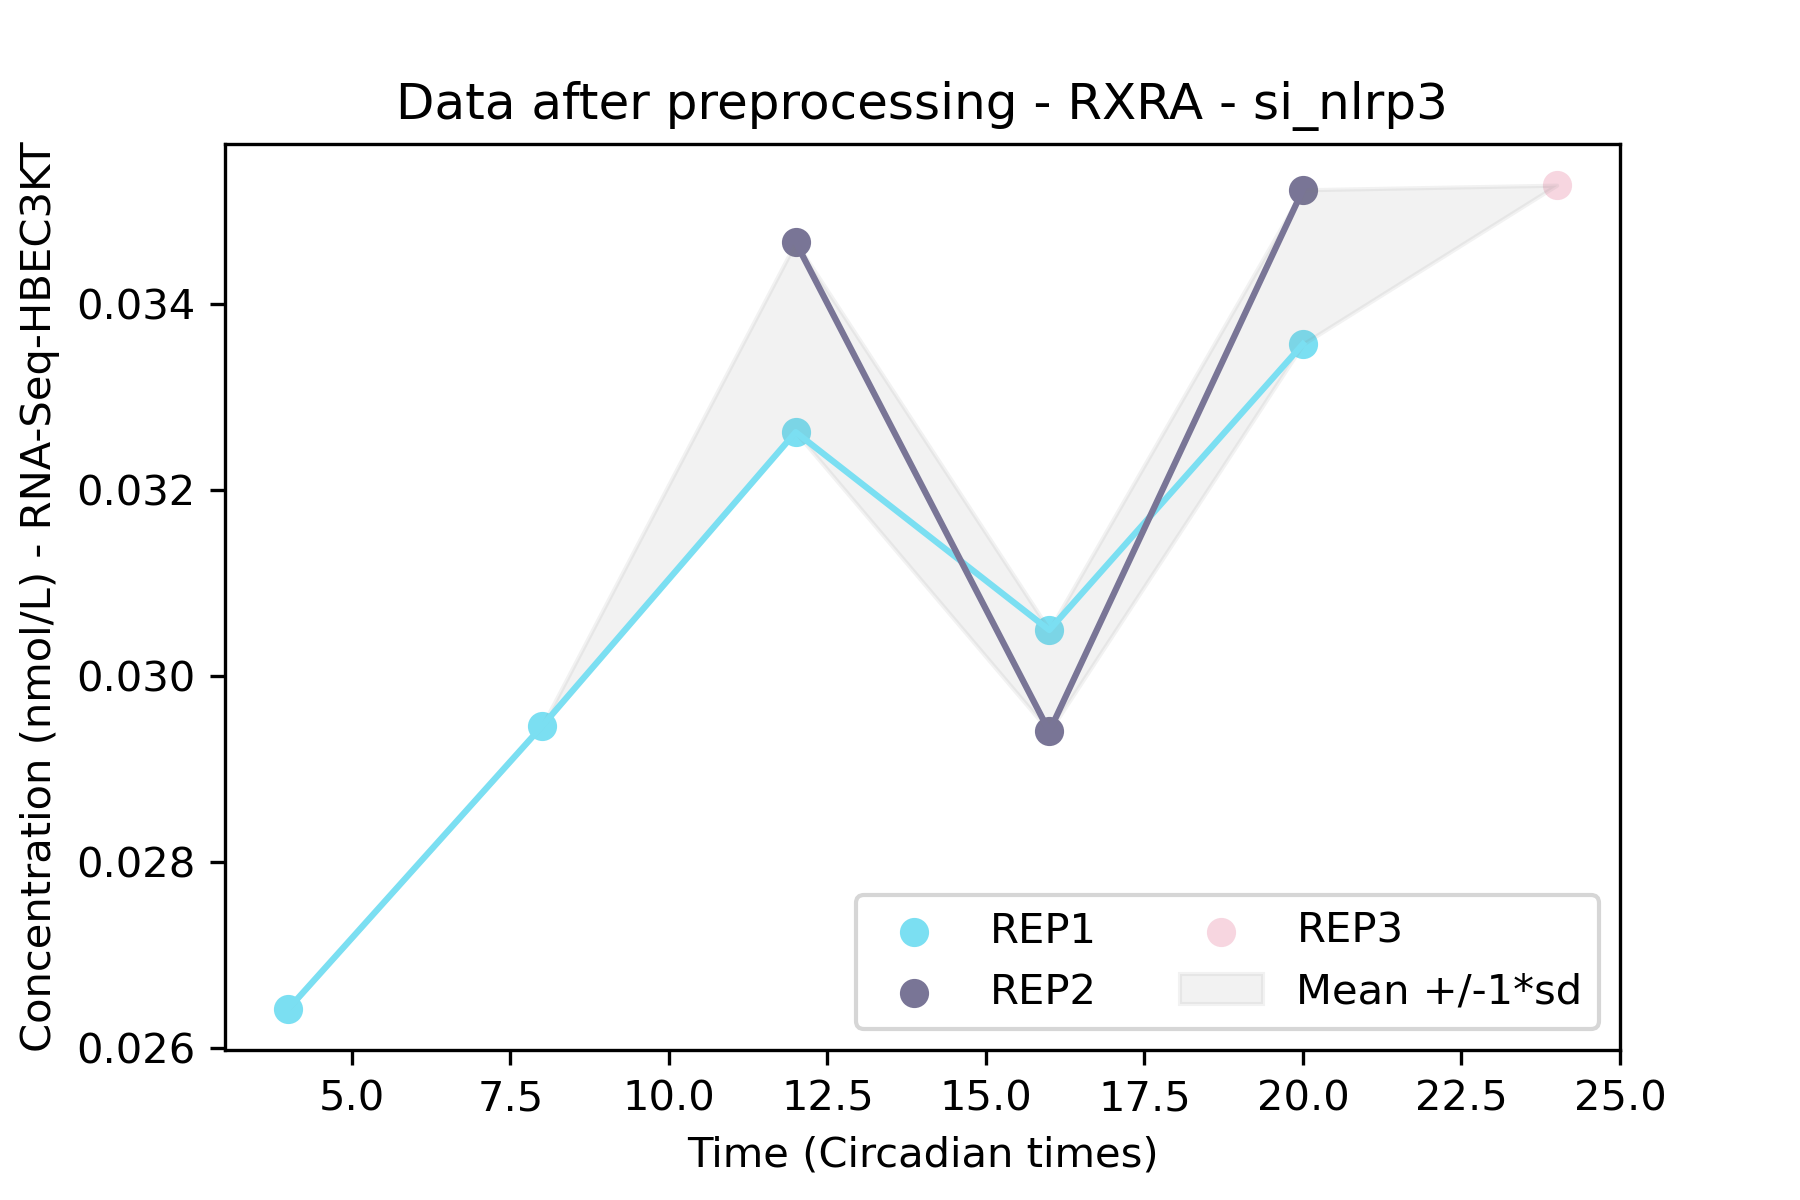 Data after preprocessing - RXRA - si_nlrp3
Concentration (nmol/L) - RNA-Seq-HBEC3KT
0.034
0.032
0.030
0.028
0.026
REP1
REP2
REP3
Mean +/-1*sd
5.0
7.5
10.0
12.5
15.0
17.5
20.0
22.5
25.0
Time (Circadian times)